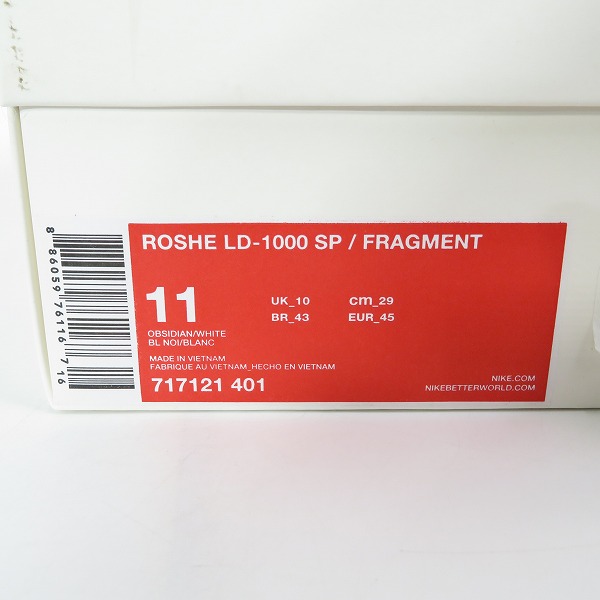 ROSHE LD-1000 SP / FRAGMENT
11
UK_10 cm_29
BR_43 EUR_45
OBSIDIAN/WHITE
BL NOI/BLANC
MADE IN VIETNAM
FABRIQUE AU VIETNAM_HECHO EN VIETNAM
717121 401
NIKE.COM
NIKEBETTERWORLD.COM
8 86059 76116 7 16